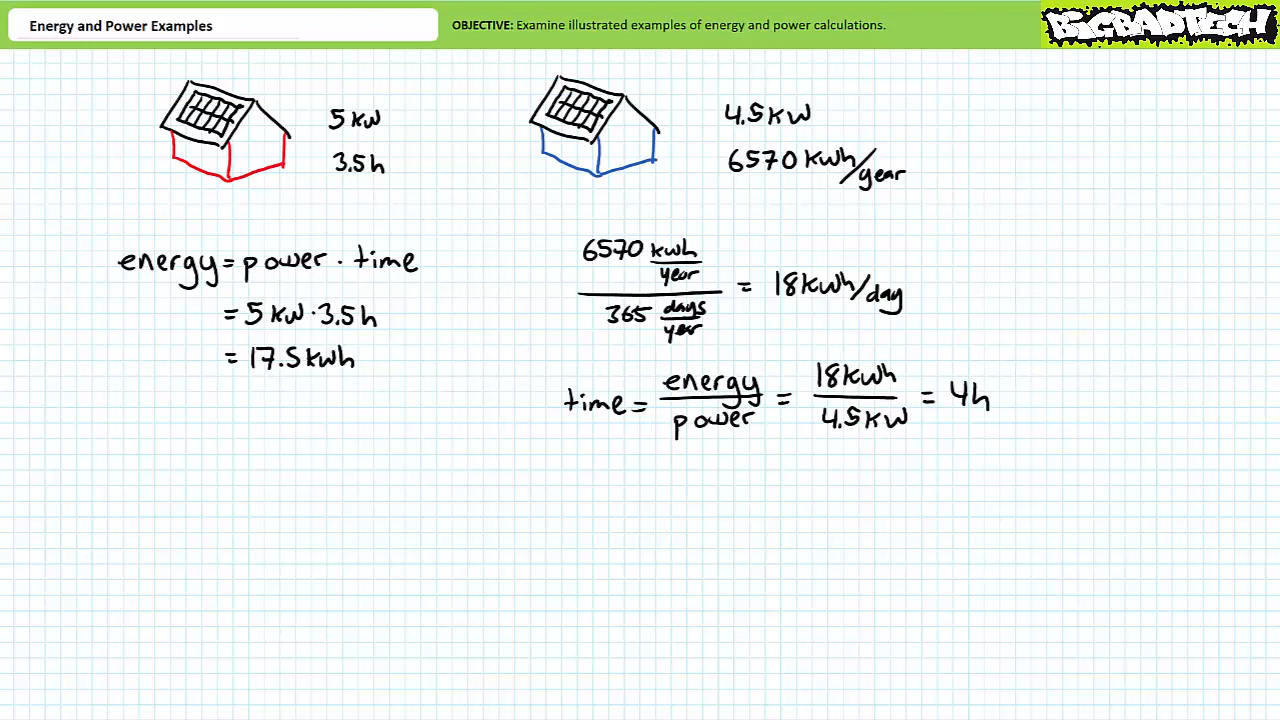 Energy and Power Examples
OBJECTIVE: Examine illustrated examples of energy and power calculations.
BIGBADTECH
5 kW
3.5 h
energy = power · time
= 5 kW · 3.5 h
= 17.5 kWh
4.5 kW
6570 kWh/year
6570 kWh/year / 365 days/year = 18 kWh/day
time = energy/power = 18 kWh/4.5 kW = 4h